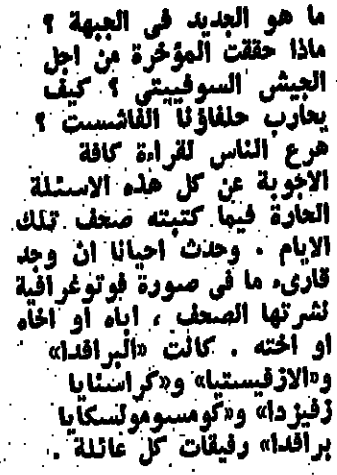 ما هو الجديد في الجبهة ؟
ماذا حققت المؤخرة من اجل
الجيش السوفييتي ؟ كيف
يحارب حلفاؤنا الفاشست ؟
هرع الناس لقراءة كافة
الاجوبة عن كل هذه الاسئلة
الحارة فيما كتبته صحف تلك
الايام . وحدث احيانا ان وجد
قارىء ما في صورة فوتوغرافية
نشرتها الصحف ، اباه او اخاه
او اخته . كانت «البرافدا»
و«الازفيستيا» و«كراسنايا
زفيزدا» و«كومسومولسكايا
برافدا» رفيقات كل عائلة .